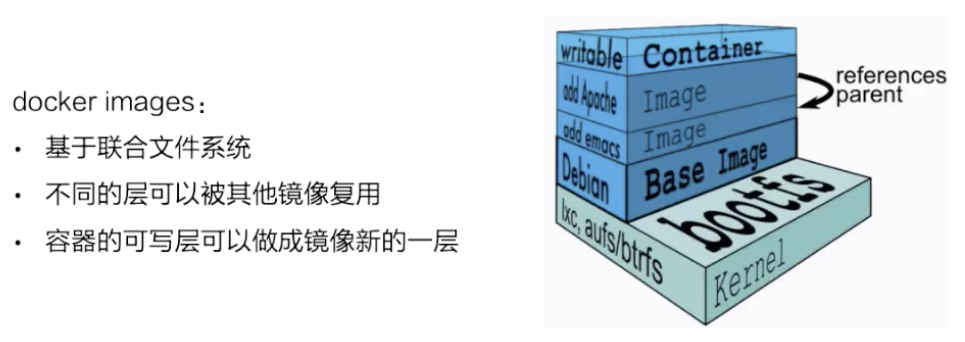 docker images：
• 基于联合文件系统
• 不同的层可以被其他镜像复用
• 容器的可写层可以做成镜像新的一层
writable Container
references
parent
add Apache Image
add emacs Image
Debian Base Image
lxc, aufs/btrfs
bootfs
Kernel